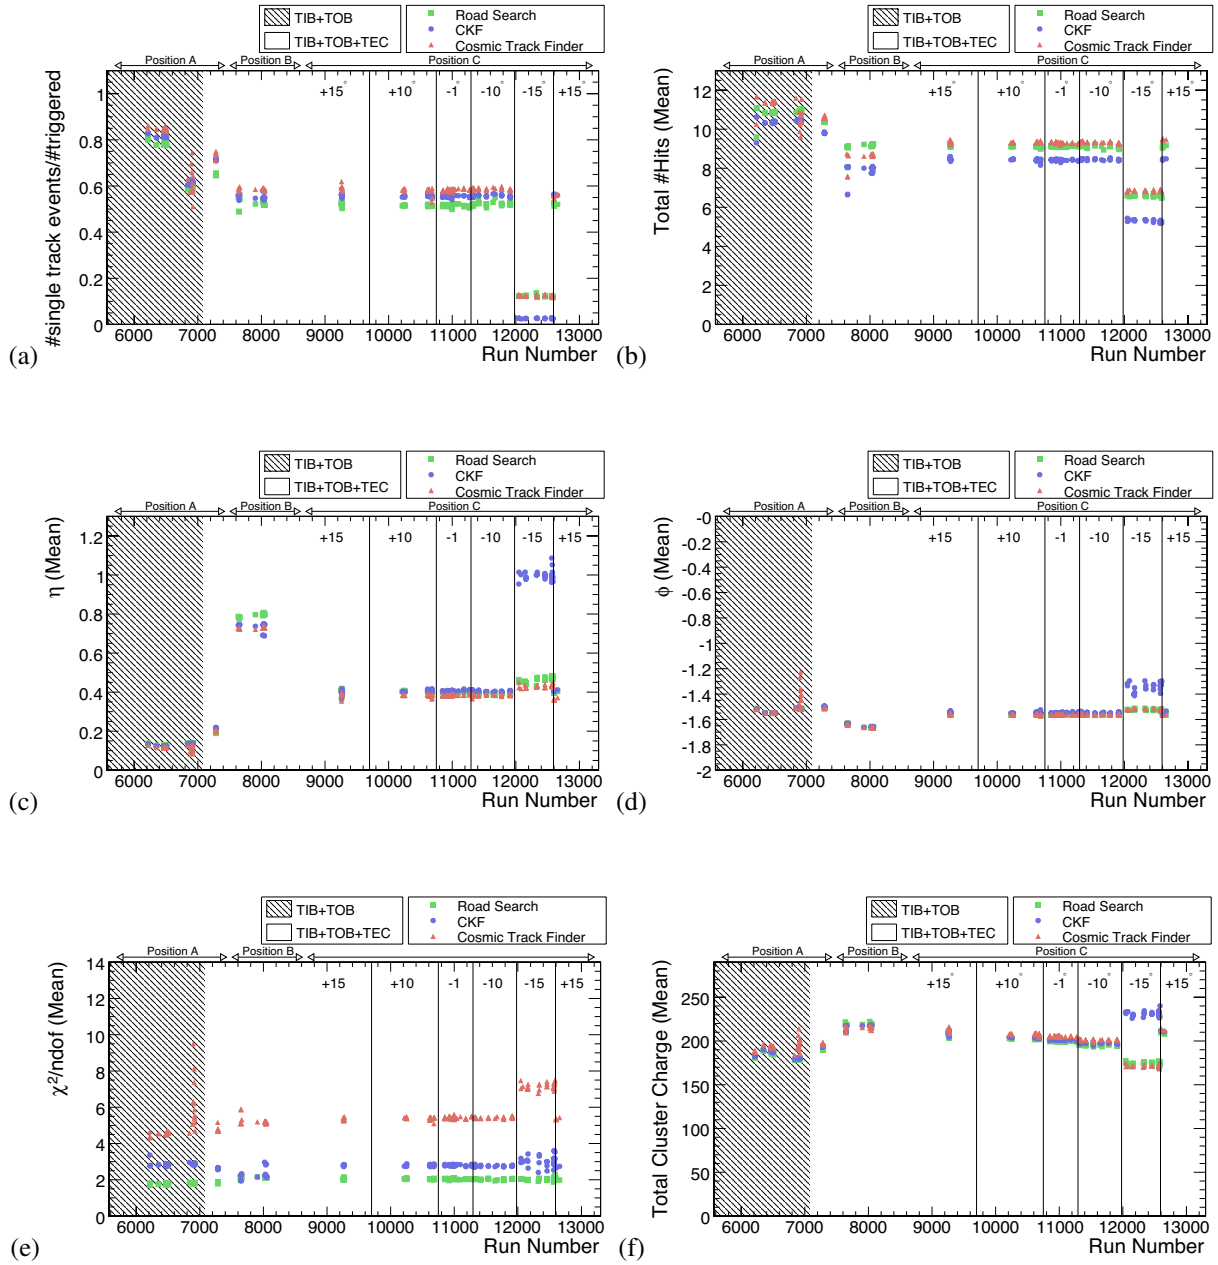 TIB+TOB
TIB+TOB+TEC
Road Search
CKF
Cosmic Track Finder
Position A Position B Position C
+15° +10° -1° -10° -15° +15°
#single track events/#triggered
1
0.8
0.6
0.4
0.2
0
6000 7000 8000 9000 10000 11000 12000 13000
Run Number
(a)
TIB+TOB
TIB+TOB+TEC
Road Search
CKF
Cosmic Track Finder
Position A Position B Position C
+15° +10° -1° -10° -15° +15°
Total #Hits (Mean)
12
10
8
6
4
2
0
6000 7000 8000 9000 10000 11000 12000 13000
Run Number
(b)
TIB+TOB
TIB+TOB+TEC
Road Search
CKF
Cosmic Track Finder
Position A Position B Position C
+15 +10 -1 -10 -15 +15
η (Mean)
1.2
1
0.8
0.6
0.4
0.2
0
6000 7000 8000 9000 10000 11000 12000 13000
Run Number
(c)
TIB+TOB
TIB+TOB+TEC
Road Search
CKF
Cosmic Track Finder
Position A Position B Position C
+15 +10 -1 -10 -15 +15
ϕ (Mean)
-0
-0.2
-0.4
-0.6
-0.8
-1
-1.2
-1.4
-1.6
-1.8
-2
6000 7000 8000 9000 10000 11000 12000 13000
Run Number
(d)
TIB+TOB
TIB+TOB+TEC
Road Search
CKF
Cosmic Track Finder
Position A Position B Position C
+15 +10 -1 -10 -15 +15
χ²/ndof (Mean)
14
12
10
8
6
4
2
0
6000 7000 8000 9000 10000 11000 12000 13000
Run Number
(e)
TIB+TOB
TIB+TOB+TEC
Road Search
CKF
Cosmic Track Finder
Position A Position B Position C
+15° +10° -1° -10° -15° +15°
Total Cluster Charge (Mean)
250
200
150
100
50
0
6000 7000 8000 9000 10000 11000 12000 13000
Run Number
(f)